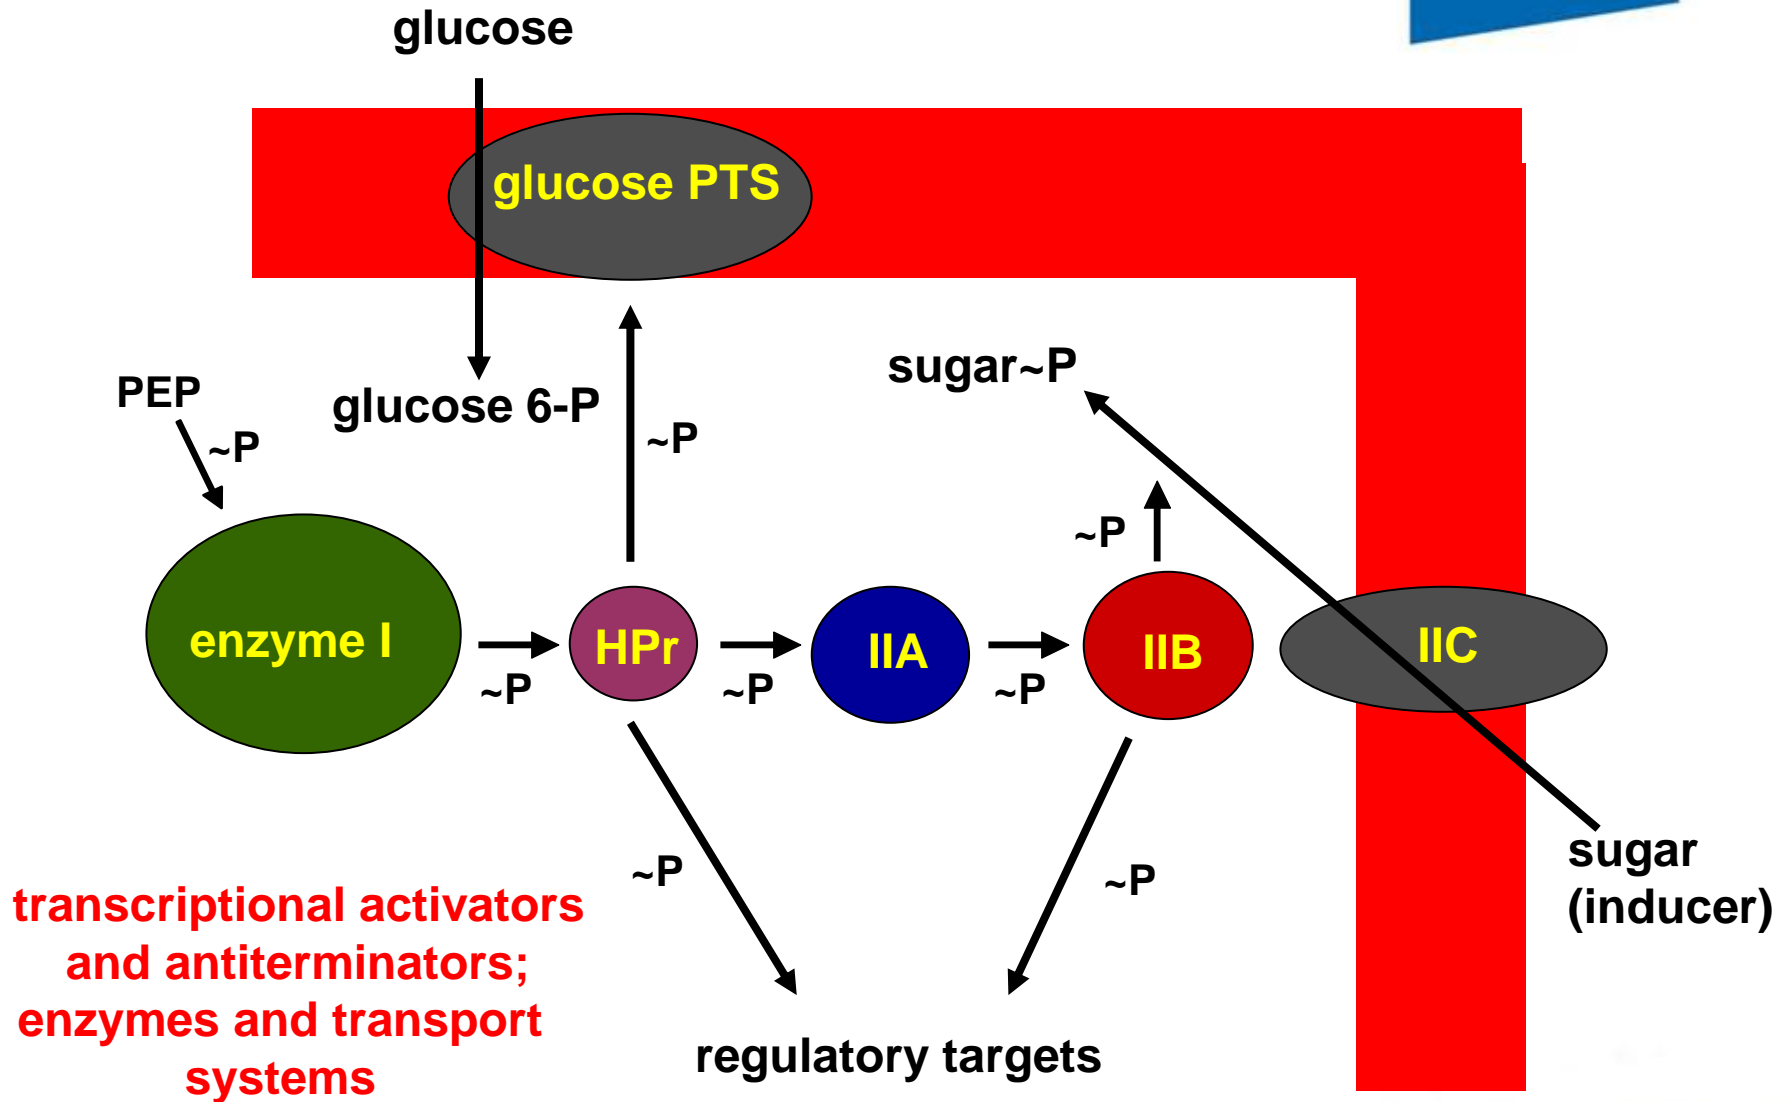 glucose
glucose PTS
sugar~P
PEP
glucose 6-P
~P
~P
~P
enzyme I
HPr
IIA
IIB
IIC
~P
~P
~P
~P
~P
sugar
(inducer)
transcriptional activators
and antiterminators;
enzymes and transport
systems
regulatory targets